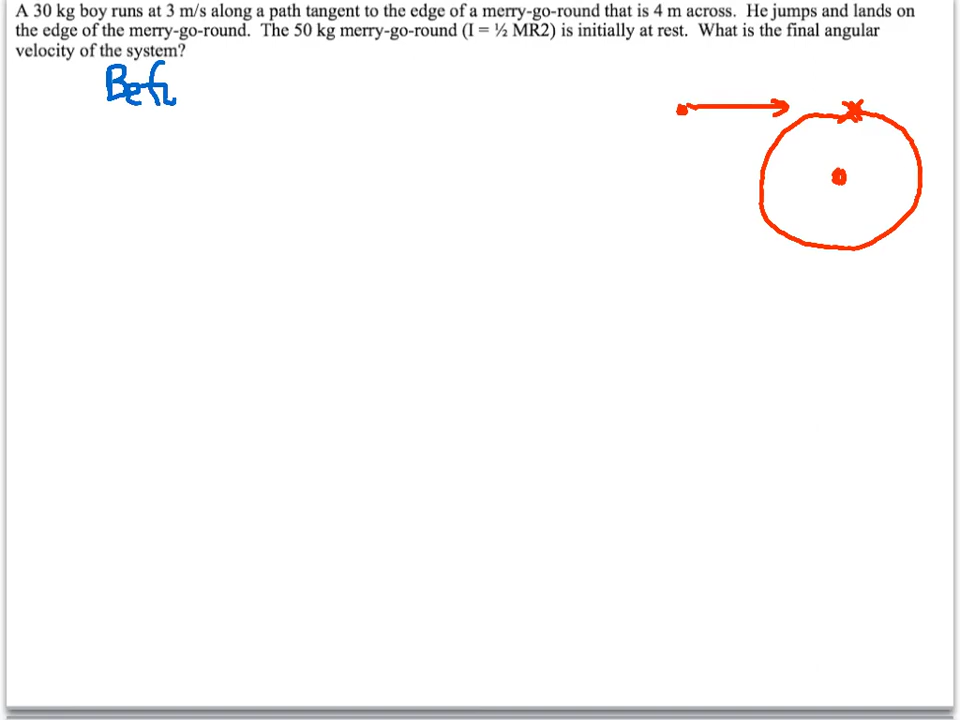 A 30 kg boy runs at 3 m/s along a path tangent to the edge of a merry-go-round that is 4 m across.  He jumps and lands on
the edge of the merry-go-round.  The 50 kg merry-go-round (I = ½ MR2) is initially at rest.  What is the final angular
velocity of the system?